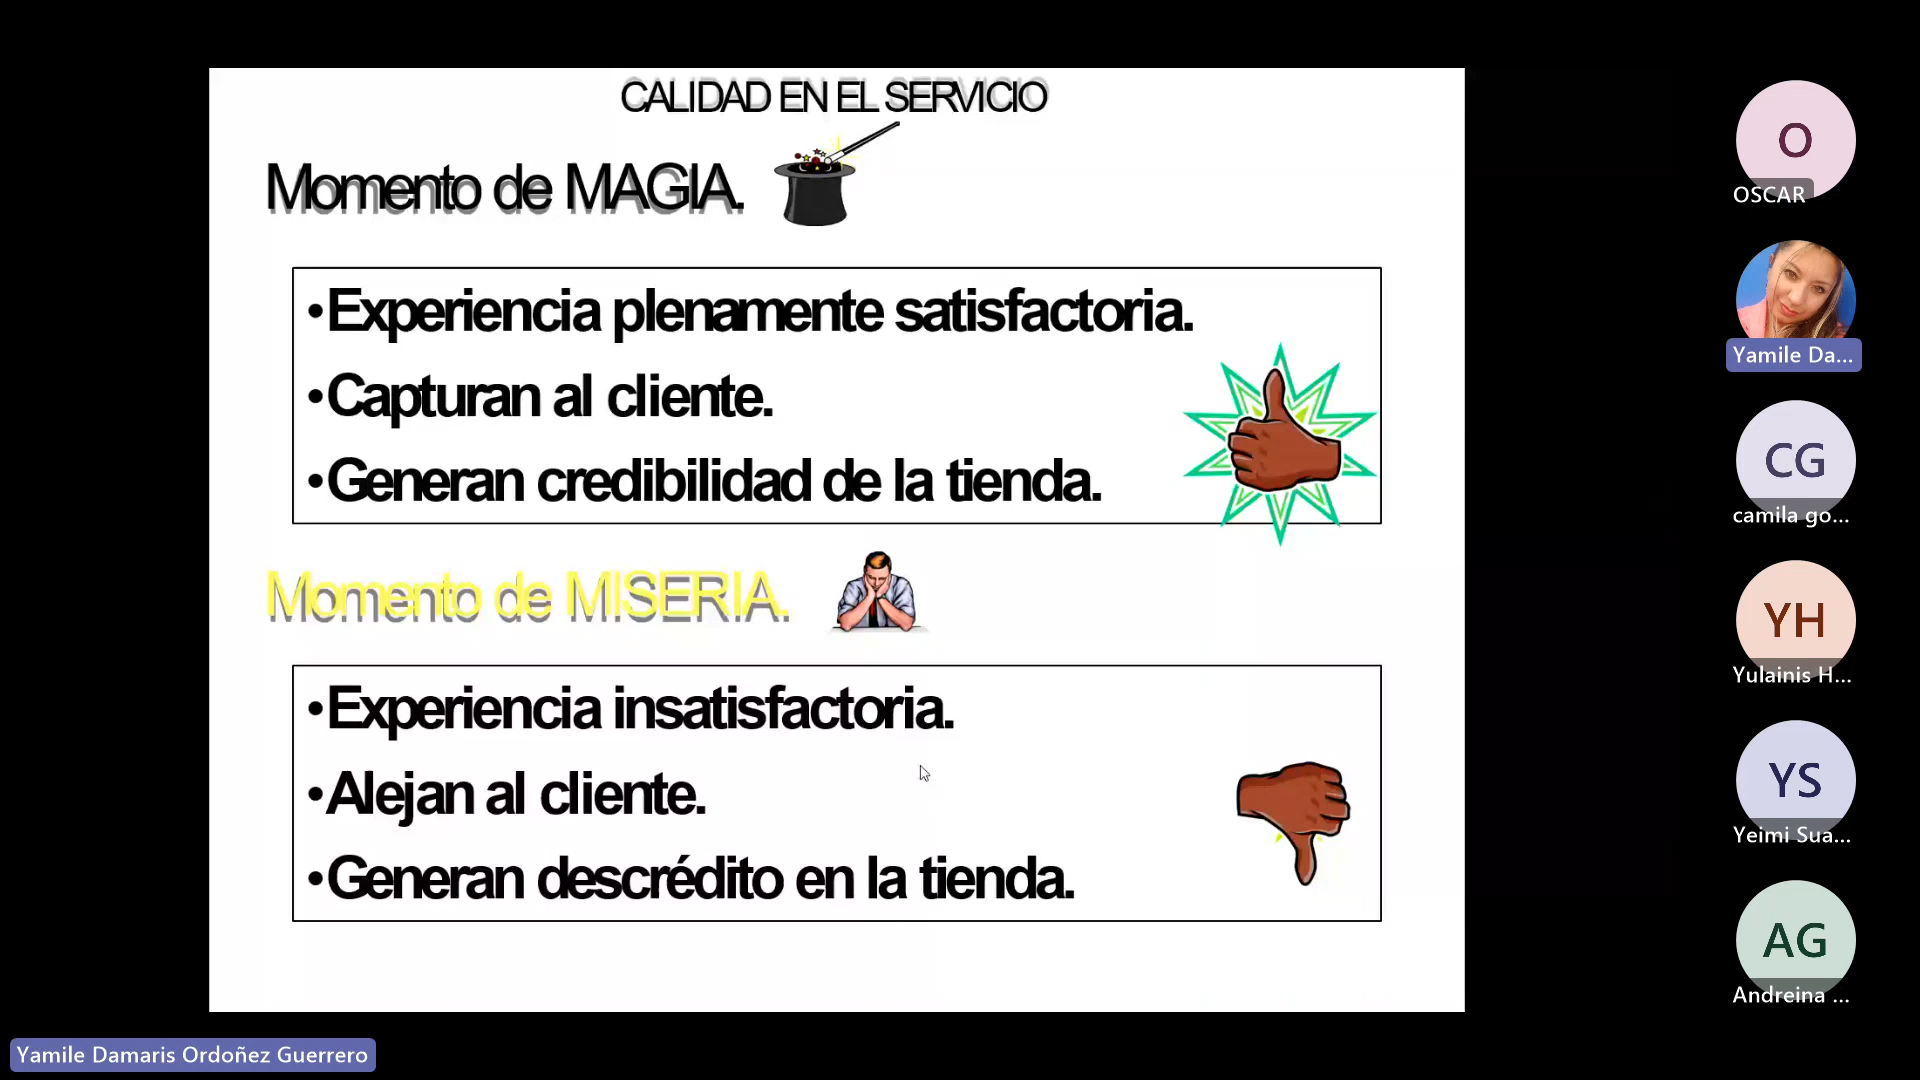 CALIDAD EN EL SERVICIO
Momento de MAGIA.
•Experiencia plenamente satisfactoria.
•Capturan al cliente.
•Generan credibilidad de la tienda.
Momento de MISERIA.
•Experiencia insatisfactoria.
•Alejan al cliente.
•Generan descrédito en la tienda.
O
OSCAR
Yamile Da...
CG
camila go...
YH
Yulainis H...
YS
Yeimi Sua...
AG
Andreina ...
Yamile Damaris Ordoñez Guerrero